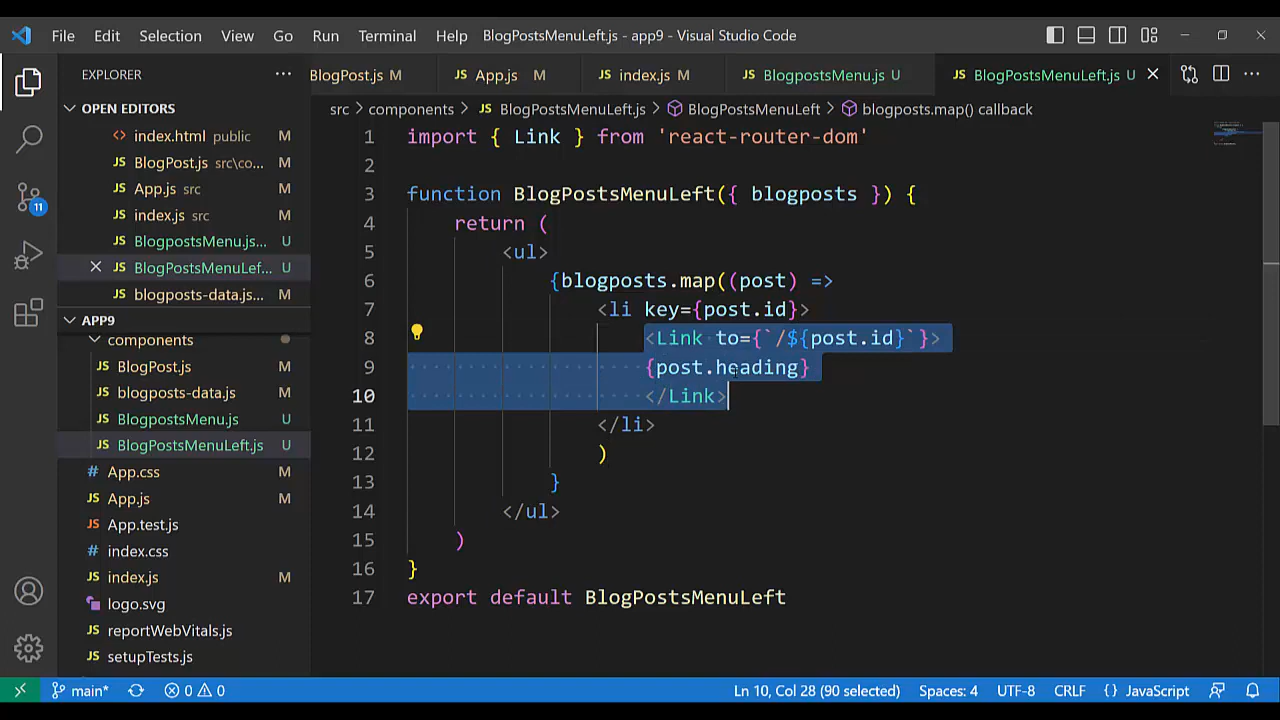 File Edit Selection View Go Run Terminal Help BlogPostsMenuLeft.js - app9 - Visual Studio Code
EXPLORER
OPEN EDITORS
index.html public M
BlogPost.js src\co... M
App.js src M
index.js src M
BlogpostsMenu.js... U
BlogPostsMenuLef... U
blogposts-data.js... M
APP9
components
BlogPost.js M
blogposts-data.js M
BlogpostsMenu.js U
BlogPostsMenuLeft.js U
App.css M
App.js M
App.test.js
index.css
index.js M
logo.svg
reportWebVitals.js
setupTests.js
BlogPost.js M JS App.js M JS index.js M JS BlogpostsMenu.js U JS BlogPostsMenuLeft.js U
src > components > JS BlogPostsMenuLeft.js > BlogPostsMenuLeft > blogposts.map() callback
1 import { Link } from 'react-router-dom'
2
3 function BlogPostsMenuLeft({ blogposts }) {
4 return (
5 <ul>
6 {blogposts.map((post) =>
7 <li key={post.id}>
8 <Link to={`/${post.id}`}>
9 {post.heading}
10 </Link>
11 </li>
12 )
13 }
14 </ul>
15 )
16 }
17 export default BlogPostsMenuLeft
11
main* 0 0 Ln 10, Col 28 (90 selected) Spaces: 4 UTF-8 CRLF {} JavaScript